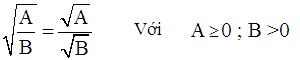 √(A/B) = √A/√B Với A ≥ 0 ; B >0